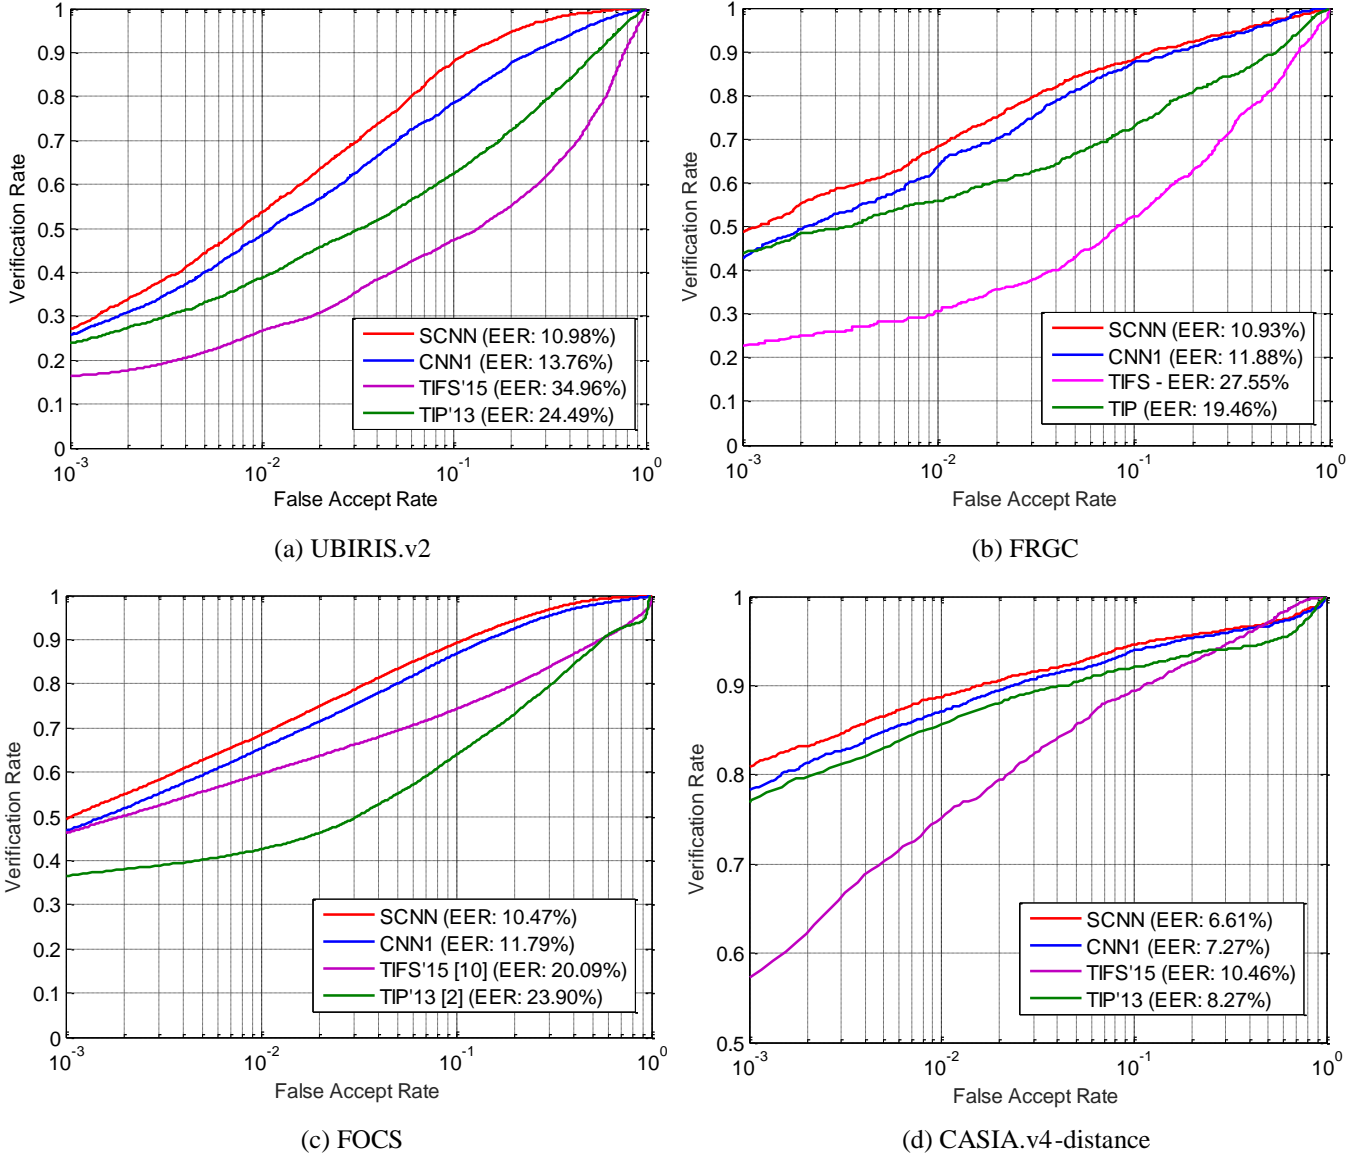 1
0.9
0.8
0.7
0.6
0.5
0.4
0.3
0.2
0.1
0
Verification Rate
SCNN (EER: 10.98%)
CNN1 (EER: 13.76%)
TIFS'15 (EER: 34.96%)
TIP'13 (EER: 24.49%)
10^-3 10^-2 10^-1 10^0
False Accept Rate
(a) UBIRIS.v2
1
0.9
0.8
0.7
0.6
0.5
0.4
0.3
0.2
0.1
0
Verification Rate
SCNN (EER: 10.93%)
CNN1 (EER: 11.88%)
TIFS - EER: 27.55%
TIP (EER: 19.46%)
10^-3 10^-2 10^-1 10^0
False Accept Rate
(b) FRGC
1
0.9
0.8
0.7
0.6
0.5
0.4
0.3
0.2
0.1
0
Verification Rate
SCNN (EER: 10.47%)
CNN1 (EER: 11.79%)
TIFS'15 [10] (EER: 20.09%)
TIP'13 [2] (EER: 23.90%)
10^-3 10^-2 10^-1 10^0
False Accept Rate
(c) FOCS
1
0.9
0.8
0.7
0.6
0.5
Verification Rate
SCNN (EER: 6.61%)
CNN1 (EER: 7.27%)
TIFS'15 (EER: 10.46%)
TIP'13 (EER: 8.27%)
10^-3 10^-2 10^-1 10^0
False Accept Rate
(d) CASIA.v4-distance